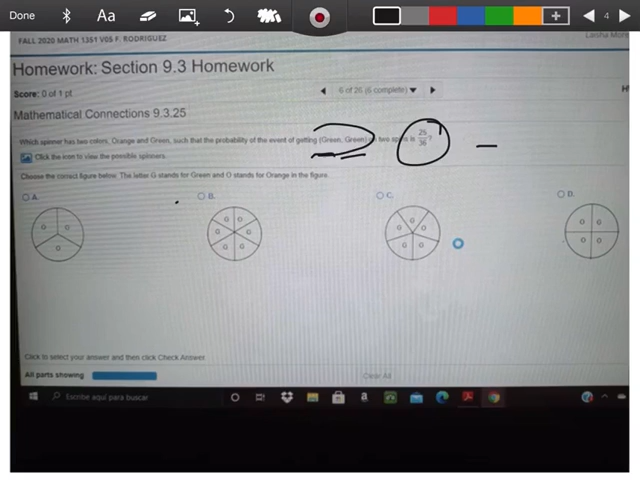 Done Aa 4
FALL 2020 MATH 1351 V05 F. RODRIGUEZ
Homework: Section 9.3 Homework
Score: 0 of 1 pt 6 of 26 (6 complete)
Mathematical Connections 9.3.25
Which spinner has two colors, Orange and Green, such that the probability of the event of getting (Green, Green) on two spins is 25/36?
Click the icon to view the possible spinners.
Choose the correct figure below. The letter G stands for Green and O stands for Orange in the figure.
A. B. C. D.
Click to select your answer and then click Check Answer
All parts showing Clear All
Escribe aquí para buscar